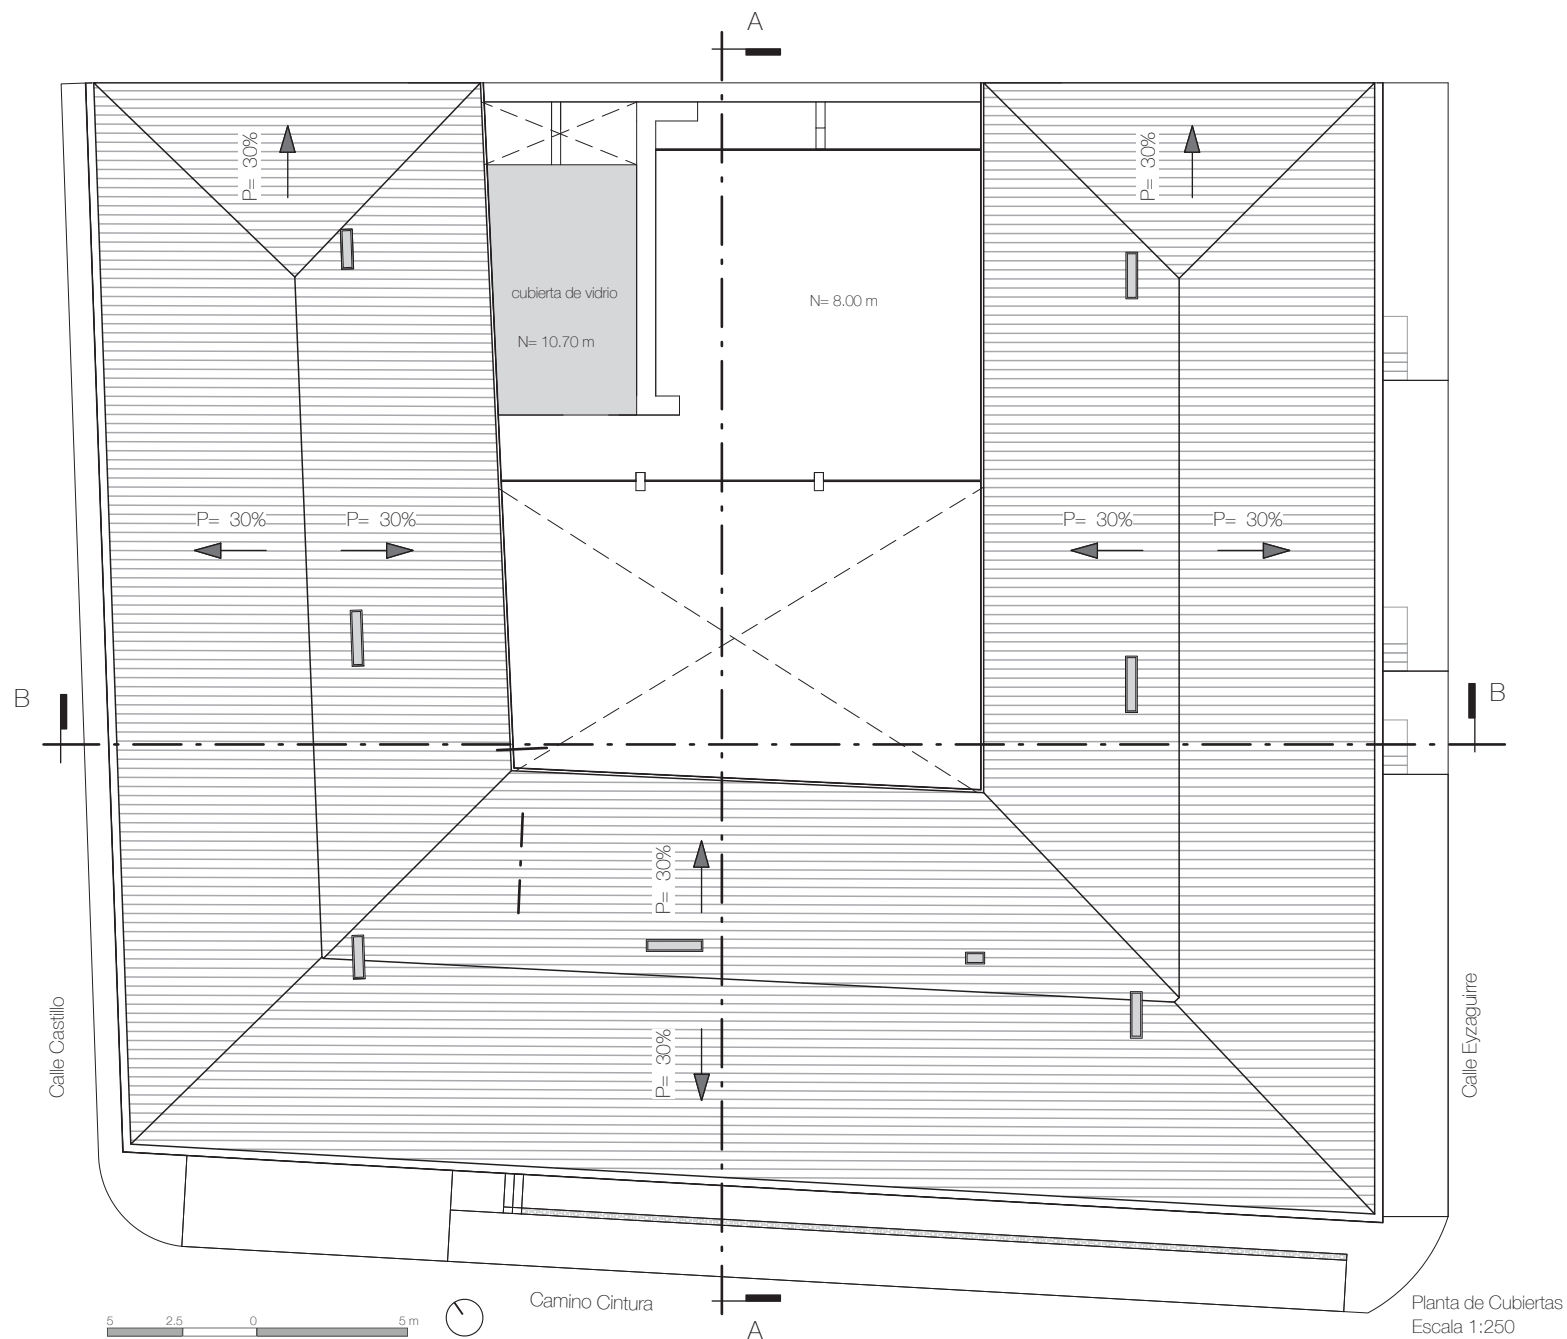 A
P= 30%
P= 30%
cubierta de vidrio
N= 8.00 m
N= 10.70 m
P= 30%
P= 30%
P= 30%
P= 30%
B
B
P= 30%
P= 30%
Calle Castillo
Calle Eyzaguirre
Camino Cintura
5
2.5
0
5 m
A
Planta de Cubiertas
Escala 1:250